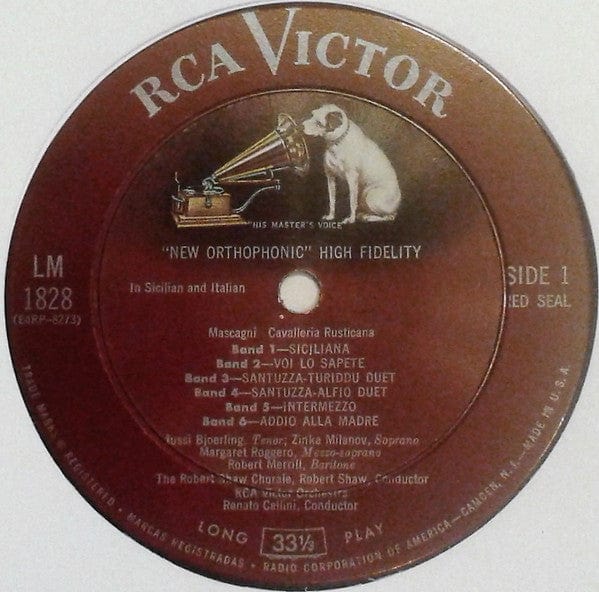 RCA VICTOR
"HIS MASTER'S VOICE"
"NEW ORTHOPHONIC" HIGH FIDELITY
LM
1828
(E4RP-8273)
SIDE 1
RED SEAL
In Sicilian and Italian
Mascagni Cavalleria Rusticana
Band 1—SICILIANA
Band 2—VOI LO SAPETE
Band 3—SANTUZZA-TURIDDU DUET
Band 4—SANTUZZA-ALFIO DUET
Band 5—INTERMEZZO
Band 6—ADDIO ALLA MADRE
Jussi Bjoerling, Tenor; Zinka Milanov, Soprano
Margaret Roggero, Mezzo-soprano
Robert Merrill, Baritone
The Robert Shaw Chorale, Robert Shaw, Conductor
RCA Victor Orchestra
Renato Cellini, Conductor
LONG 33⅓ PLAY
TRADE MARK ® REGISTERED • MARCAS REGISTRADAS • RADIO CORPORATION OF AMERICA—CAMDEN, N.J.—MADE IN U.S.A.